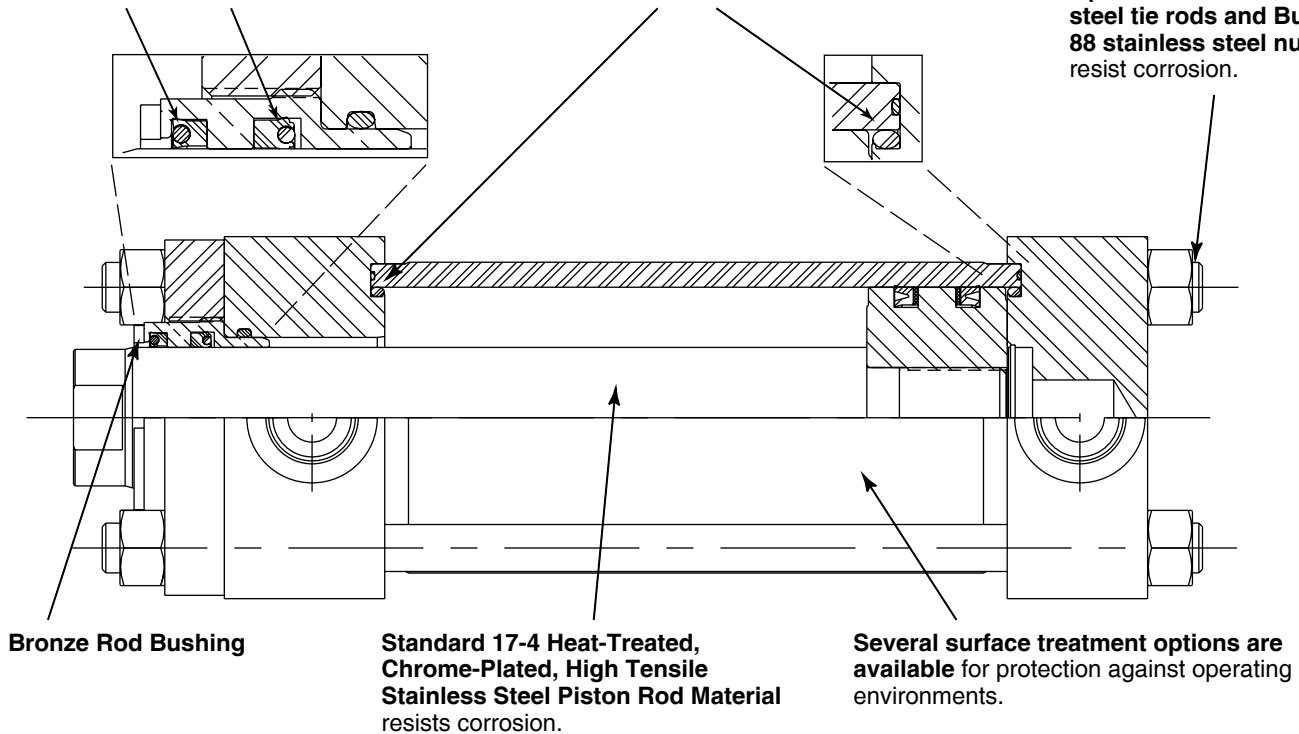 steel tie rods and
88 stainless steel
resist corrosion.
Bronze Rod Bushing
Standard 17-4 Heat-Treated,
Chrome-Plated, High Tensile
Stainless Steel Piston Rod Material
resists corrosion.
Several surface treatment options are
available for protection against operating
environments.